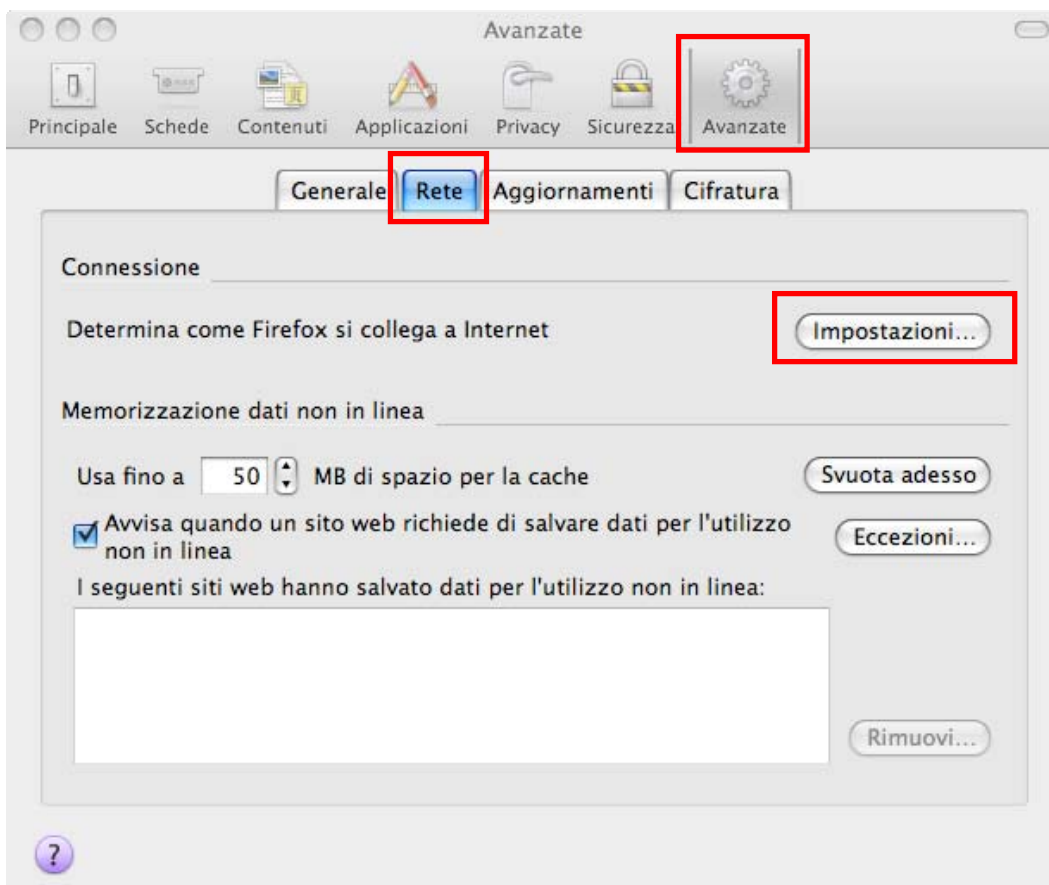 Avanzate
Principale Schede Contenuti Applicazioni Privacy Sicurezza Avanzate
Generale Rete Aggiornamenti Cifratura
Connessione
Determina come Firefox si collega a Internet Impostazioni...
Memorizzazione dati non in linea
Usa fino a 50 MB di spazio per la cache Svuota adesso
Avvisa quando un sito web richiede di salvare dati per l'utilizzo
non in linea Eccezioni...
I seguenti siti web hanno salvato dati per l'utilizzo non in linea:
Rimuovi...
?